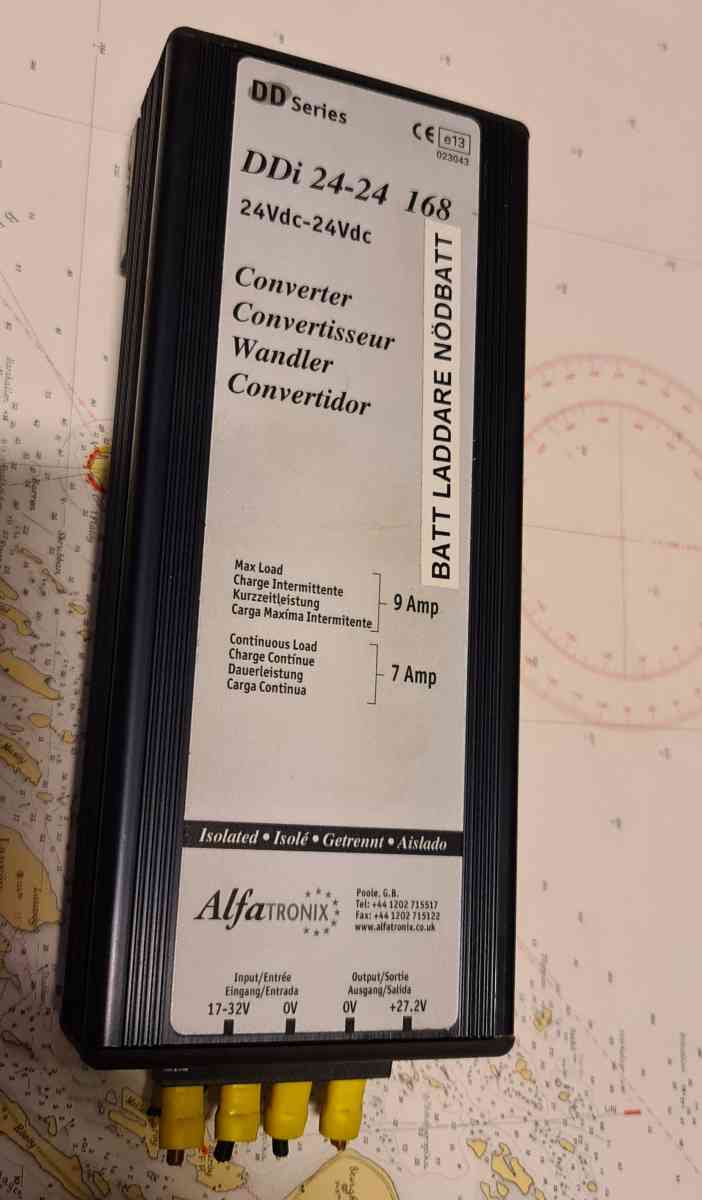 DD Series
CE e13
023043
DDi 24-24 168
24Vdc-24Vdc
BATT LADDARE NÖDBATT
Converter
Convertisseur
Wandler
Convertidor
Max Load
Charge Intermittente
Kurzzeitleistung
Carga Maxíma Intermitente
9 Amp
Continuous Load
Charge Contínue
Dauerleistung
Carga Continua
7 Amp
Isolated • Isolé • Getrennt • Aislado
AlfaTRONIX
Poole, G.B.
Tel: +44 1202 715517
Fax: +44 1202 715122
www.alfatronix.co.uk
Input/Entrée
Eingang/Entrada
Output/Sortie
Ausgang/Salida
17-32V 0V 0V +27.2V